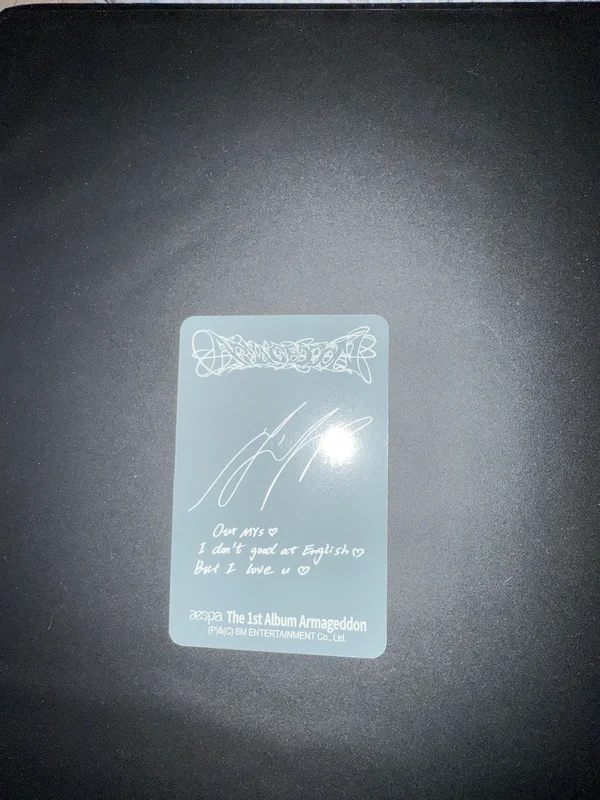 ARMAGEDDON
Our MYs ♡
I don't good at English ♡
But I love u ♡
aespa The 1st Album Armageddon
(P)&(C) SM ENTERTAINMENT Co., Ltd.